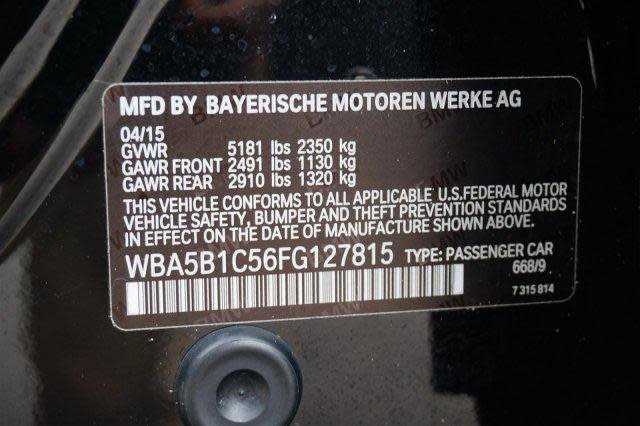 MFD BY BAYERISCHE MOTOREN WERKE AG
04/15
GVWR 5181 lbs 2350 kg
GAWR FRONT 2491 lbs 1130 kg
GAWR REAR 2910 lbs 1320 kg
THIS VEHICLE CONFORMS TO ALL APPLICABLE U.S.FEDERAL MOTOR
VEHICLE SAFETY, BUMPER AND THEFT PREVENTION STANDARDS
IN EFFECT ON THE DATE OF MANUFACTURE SHOWN ABOVE.
WBA5B1C56FG127815 TYPE: PASSENGER CAR
668/9
7 315 814
BMW